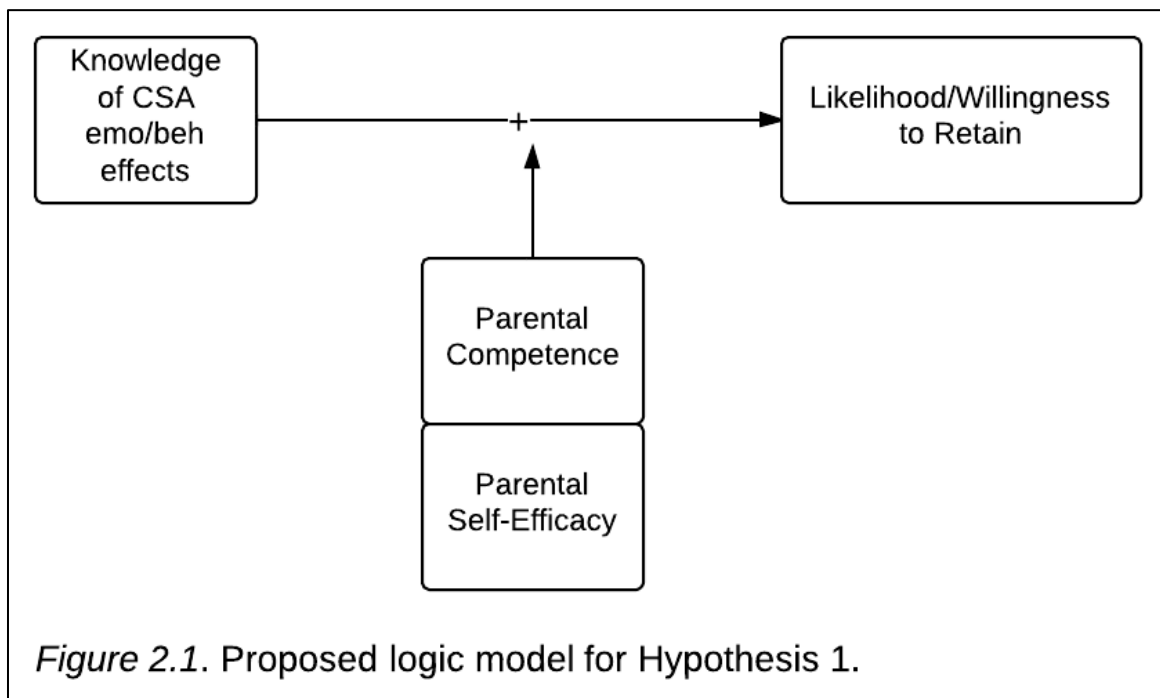 Knowledge
of CSA
emo/beh
effects
+
Likelihood/Willingness
to Retain
Parental
Competence
Parental
Self-Efficacy
Figure 2.1. Proposed logic model for Hypothesis 1.